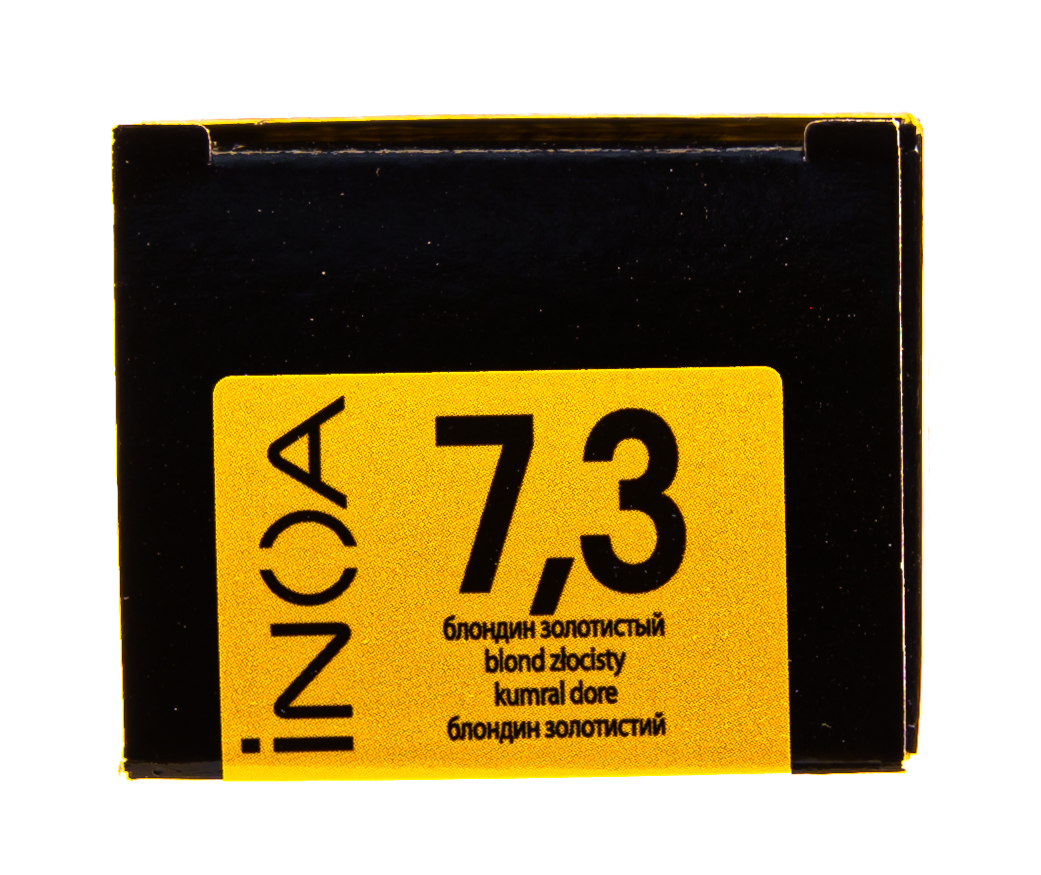 iNOA
7,3
блондин золотистый
blond złocisty
kumral dore
блондин золотистий